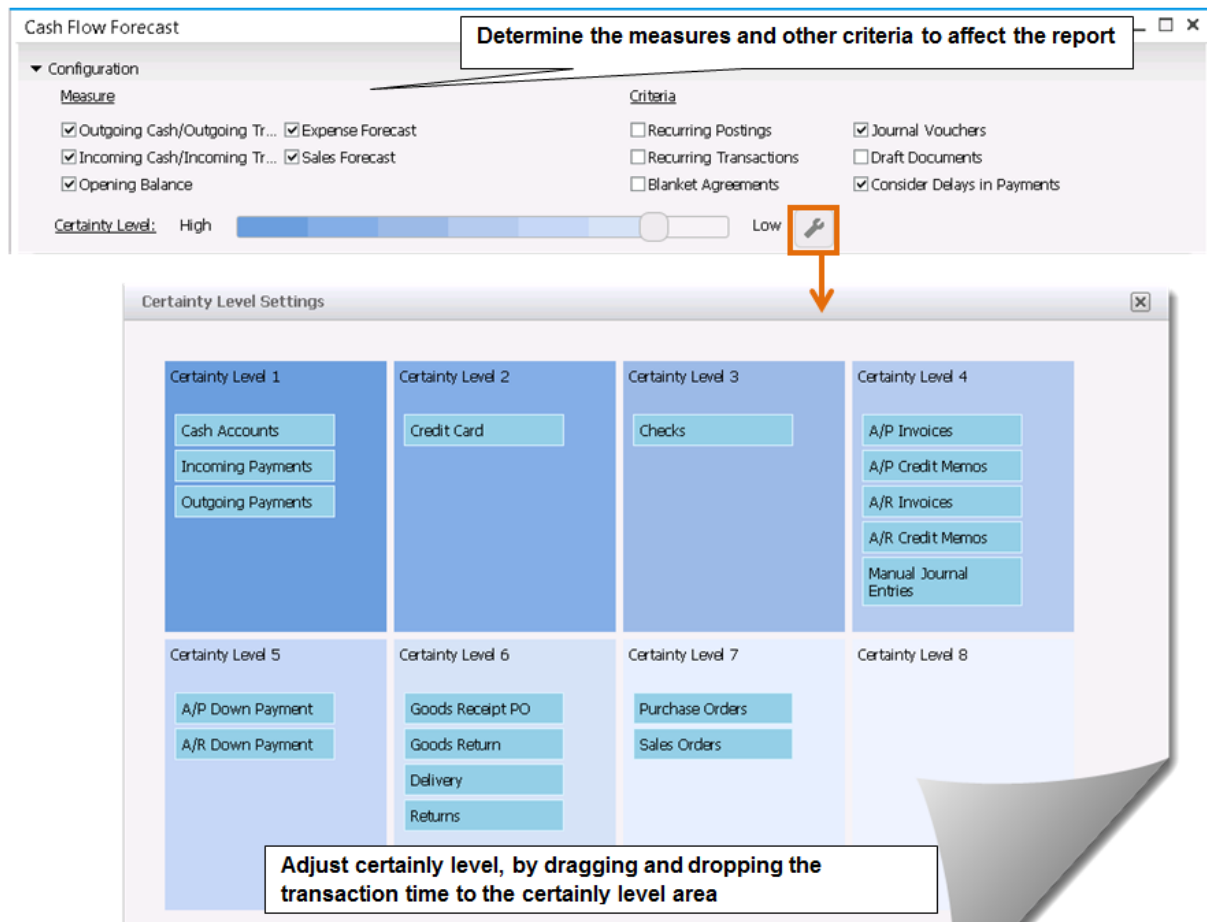 Cash Flow Forecast
Determine the measures and other criteria to affect the report
Configuration
Measure
Criteria
Outgoing Cash/Outgoing Tr... Expense Forecast
Recurring Postings
Journal Vouchers
Incoming Cash/Incoming Tr... Sales Forecast
Recurring Transactions
Draft Documents
Opening Balance
Blanket Agreements
Consider Delays in Payments
Certainty Level: High
Low
Certainty Level Settings
Certainty Level 1
Cash Accounts
Incoming Payments
Outgoing Payments
Certainty Level 2
Credit Card
Certainty Level 3
Checks
Certainty Level 4
A/P Invoices
A/P Credit Memos
A/R Invoices
A/R Credit Memos
Manual Journal
Entries
Certainty Level 5
A/P Down Payment
A/R Down Payment
Certainty Level 6
Goods Receipt PO
Goods Return
Delivery
Returns
Certainty Level 7
Purchase Orders
Sales Orders
Certainty Level 8
Adjust certainly level, by dragging and dropping the
transaction time to the certainly level area